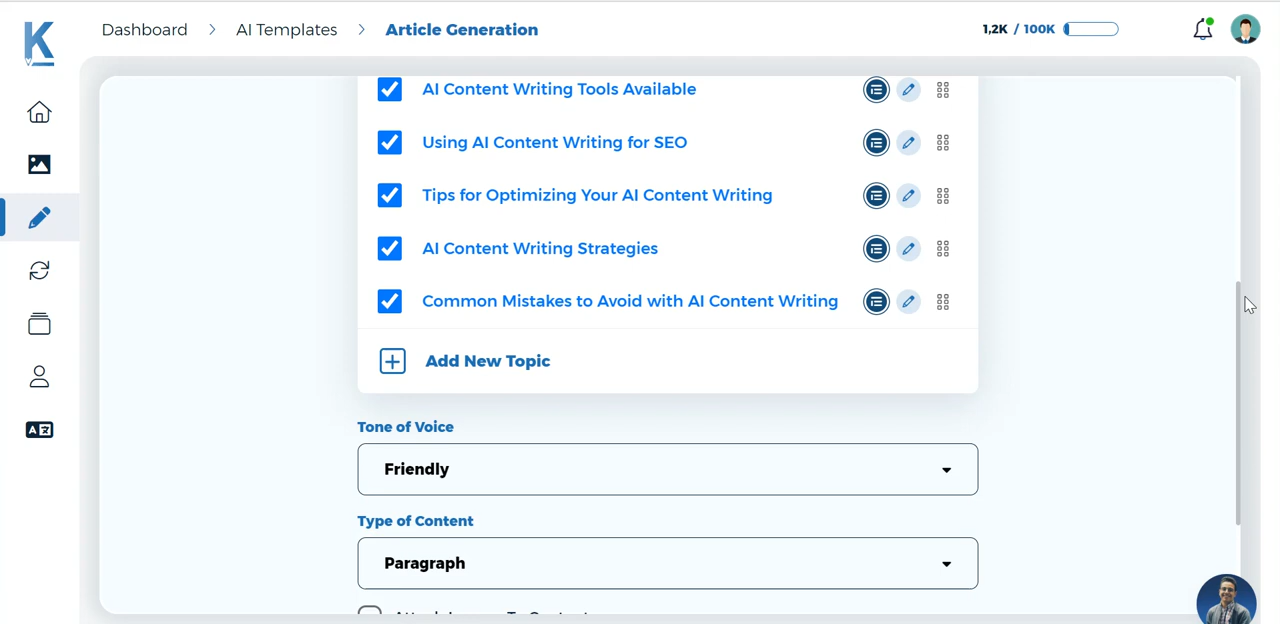 K
Dashboard > AI Templates > Article Generation
1,2K / 100K
AI Content Writing Tools Available
Using AI Content Writing for SEO
Tips for Optimizing Your AI Content Writing
AI Content Writing Strategies
Common Mistakes to Avoid with AI Content Writing
Add New Topic
Tone of Voice
Friendly
Type of Content
Paragraph